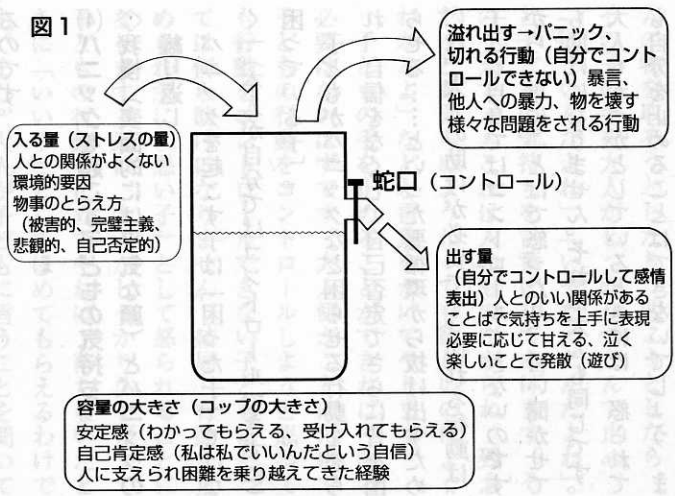 図1
溢れ出す→パニック、
切れる行動（自分でコント
ロールできない）暴言、
他人への暴力、物を壊す
様々な問題をされる行動
入る量（ストレスの量）
人との関係がよくない
環境的要因
物事のとらえ方
（被害的、完璧主義、
悲観的、自己否定的）
蛇口（コントロール）
出す量
（自分でコントロールして感情
表出）人とのいい関係がある
ことばで気持ちを上手に表現
必要に応じて甘える、泣く
楽しいことで発散（遊び）
容量の大きさ（コップの大きさ）
安定感（わかってもらえる、受け入れてもらえる）
自己肯定感（私は私でいいんだという自信）
人に支えられ困難を乗り越えてきた経験